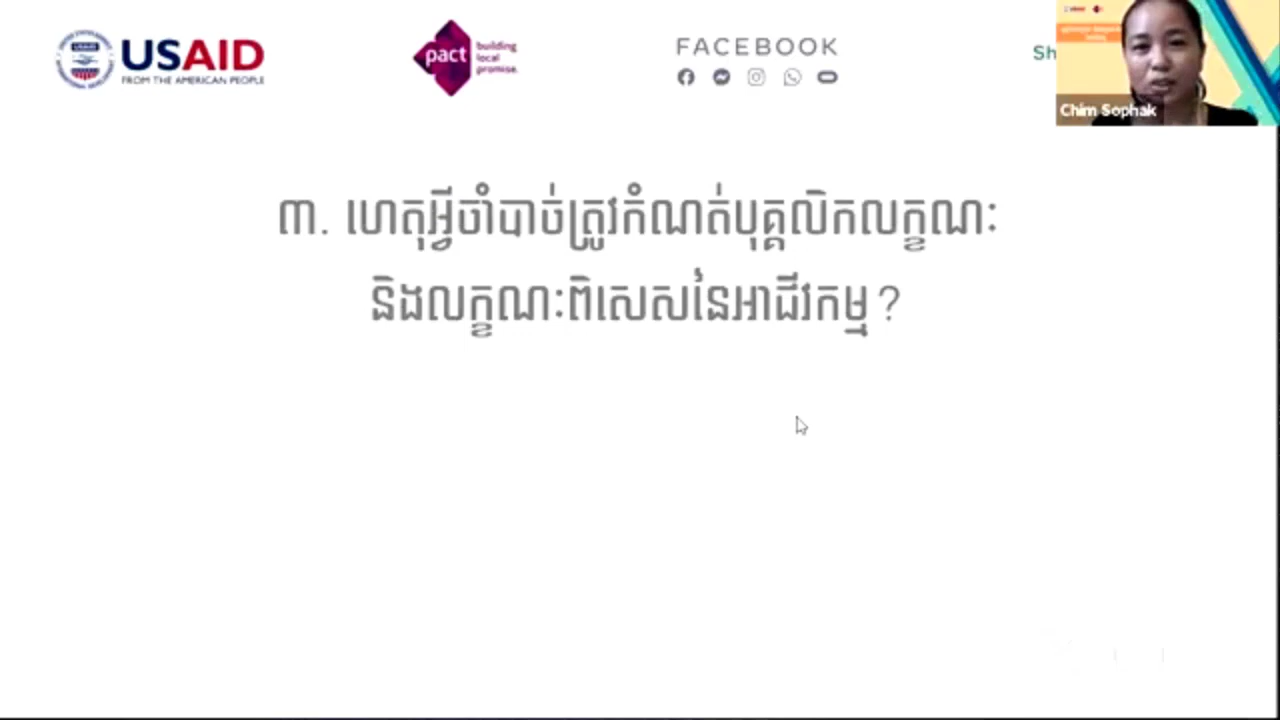 USAID
FROM THE AMERICAN PEOPLE
pact
building
local
promise.
FACEBOOK
Sh
Chim Sophak
៣. ហេតុអ្វីចាំបាច់ត្រូវកំណត់បុគ្គលិកលក្ខណៈ
និងលក្ខណៈពិសេសនៃអាជីវកម្ម ?